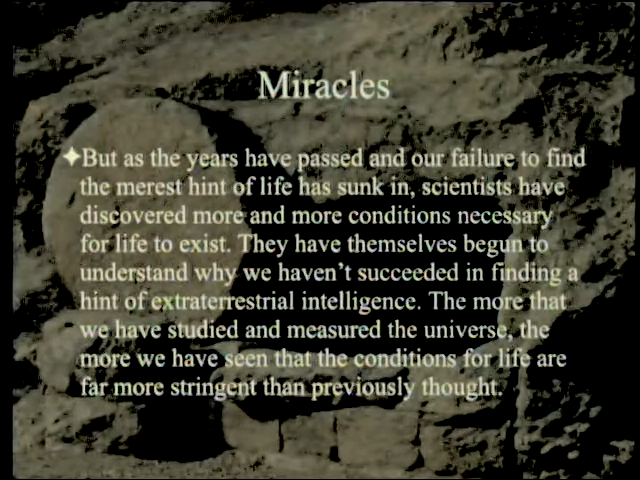 Miracles
✦But as the years have passed and our failure to find
the merest hint of life has sunk in, scientists have
discovered more and more conditions necessary
for life to exist. They have themselves begun to
understand why we haven't succeeded in finding a
hint of extraterrestrial intelligence. The more that
we have studied and measured the universe, the
more we have seen that the conditions for life are
far more stringent than previously thought.